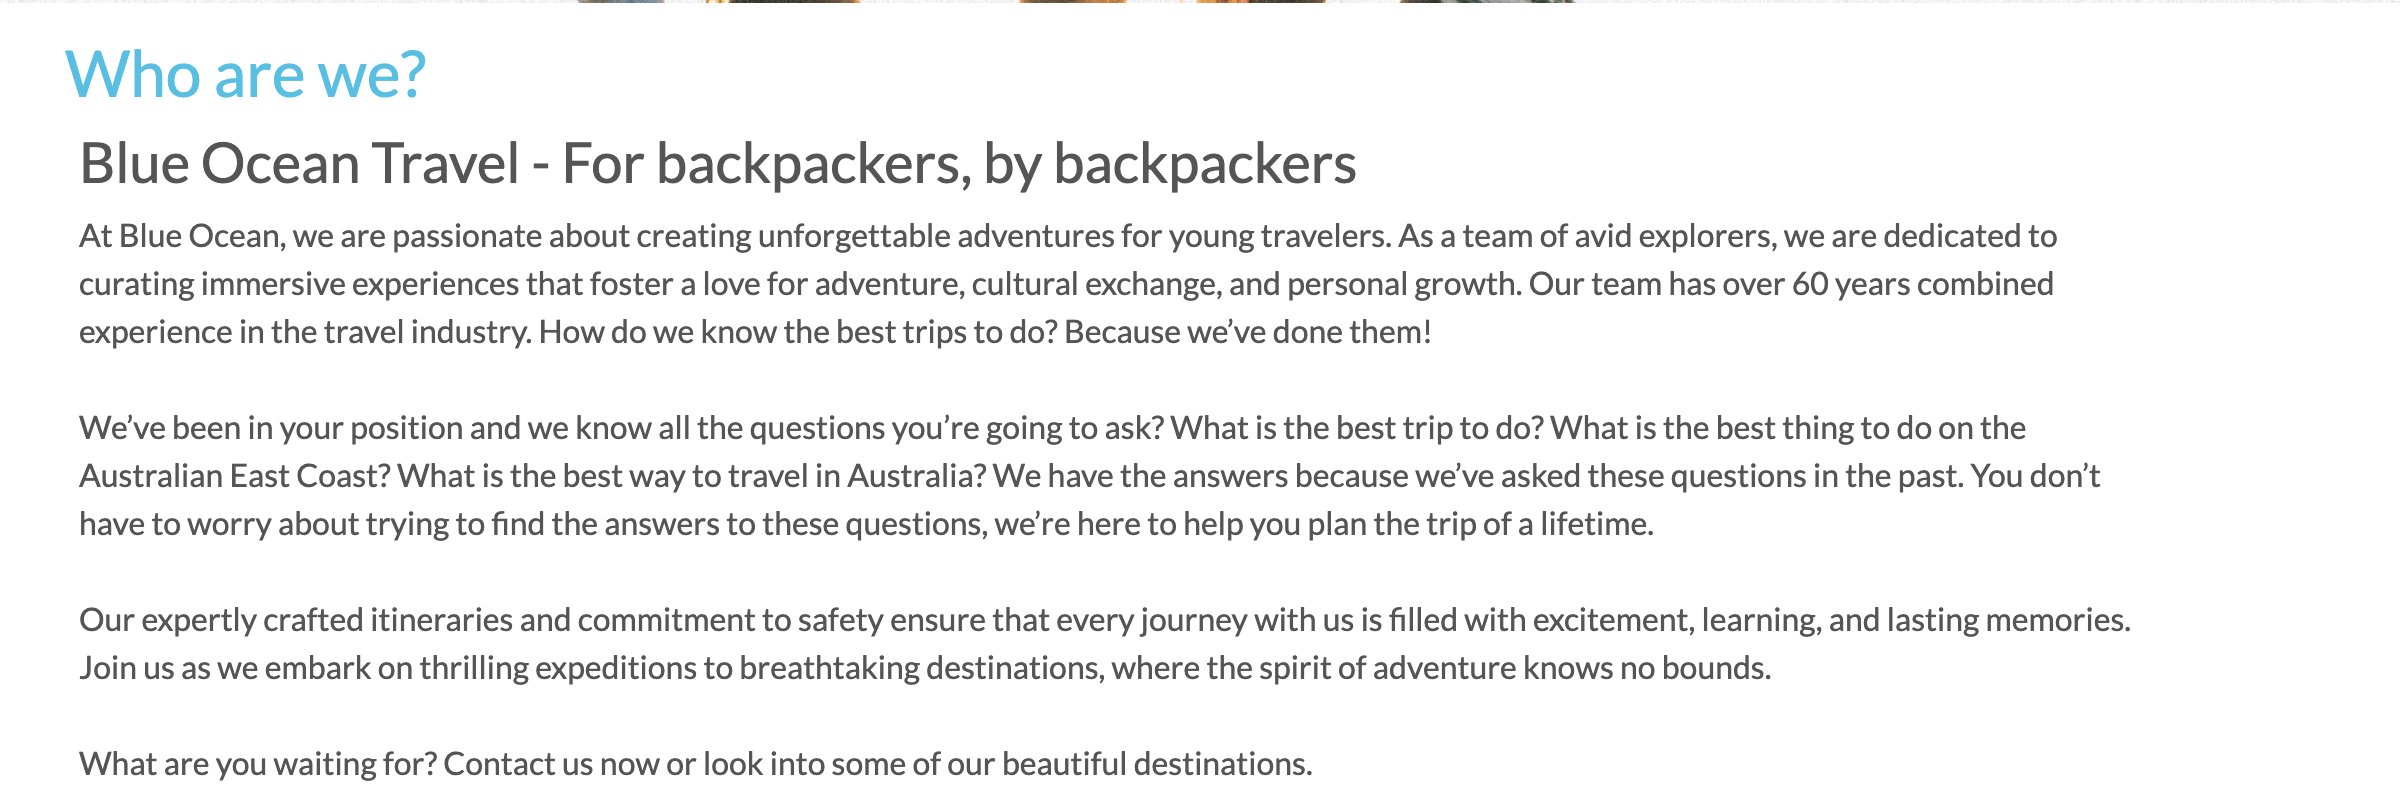 Who are we?
Blue Ocean Travel - For backpackers, by backpackers
At Blue Ocean, we are passionate about creating unforgettable adventures for young travelers. As a team of avid explorers, we are dedicated to
curating immersive experiences that foster a love for adventure, cultural exchange, and personal growth. Our team has over 60 years combined
experience in the travel industry. How do we know the best trips to do? Because we’ve done them!
We’ve been in your position and we know all the questions you’re going to ask? What is the best trip to do? What is the best thing to do on the
Australian East Coast? What is the best way to travel in Australia? We have the answers because we’ve asked these questions in the past. You don’t
have to worry about trying to find the answers to these questions, we’re here to help you plan the trip of a lifetime.
Our expertly crafted itineraries and commitment to safety ensure that every journey with us is filled with excitement, learning, and lasting memories.
Join us as we embark on thrilling expeditions to breathtaking destinations, where the spirit of adventure knows no bounds.
What are you waiting for? Contact us now or look into some of our beautiful destinations.